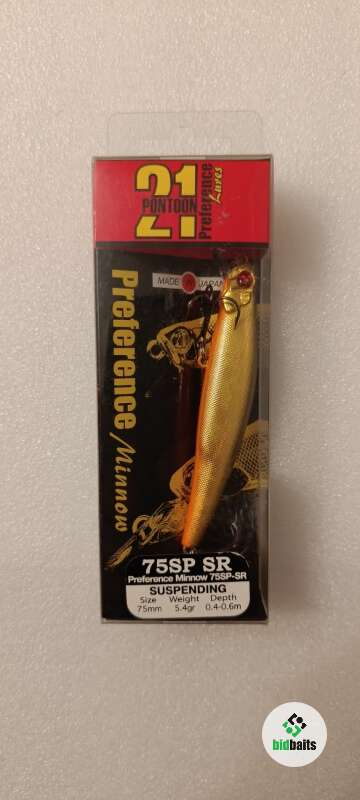 21
PONTOON
Preference
Lures
MADE IN JAPAN
Preference
Minnow
75SP SR
Preference Minnow 75SP-SR
SUSPENDING
Size Weight Depth
75mm 5.4gr 0.4-0.6m
bidbaits